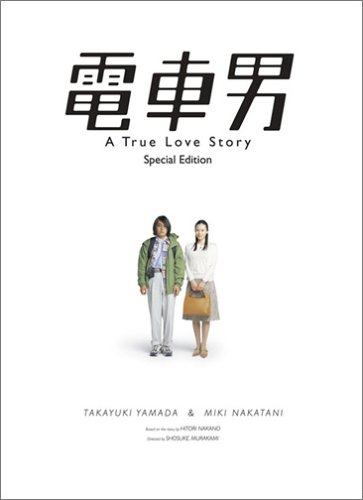 電車男
A True Love Story
Special Edition
TAKAYUKI YAMADA & MIKI NAKATANI
Based on the story by HITORI NAKANO
Directed by SHOSUKE MURAKAMI